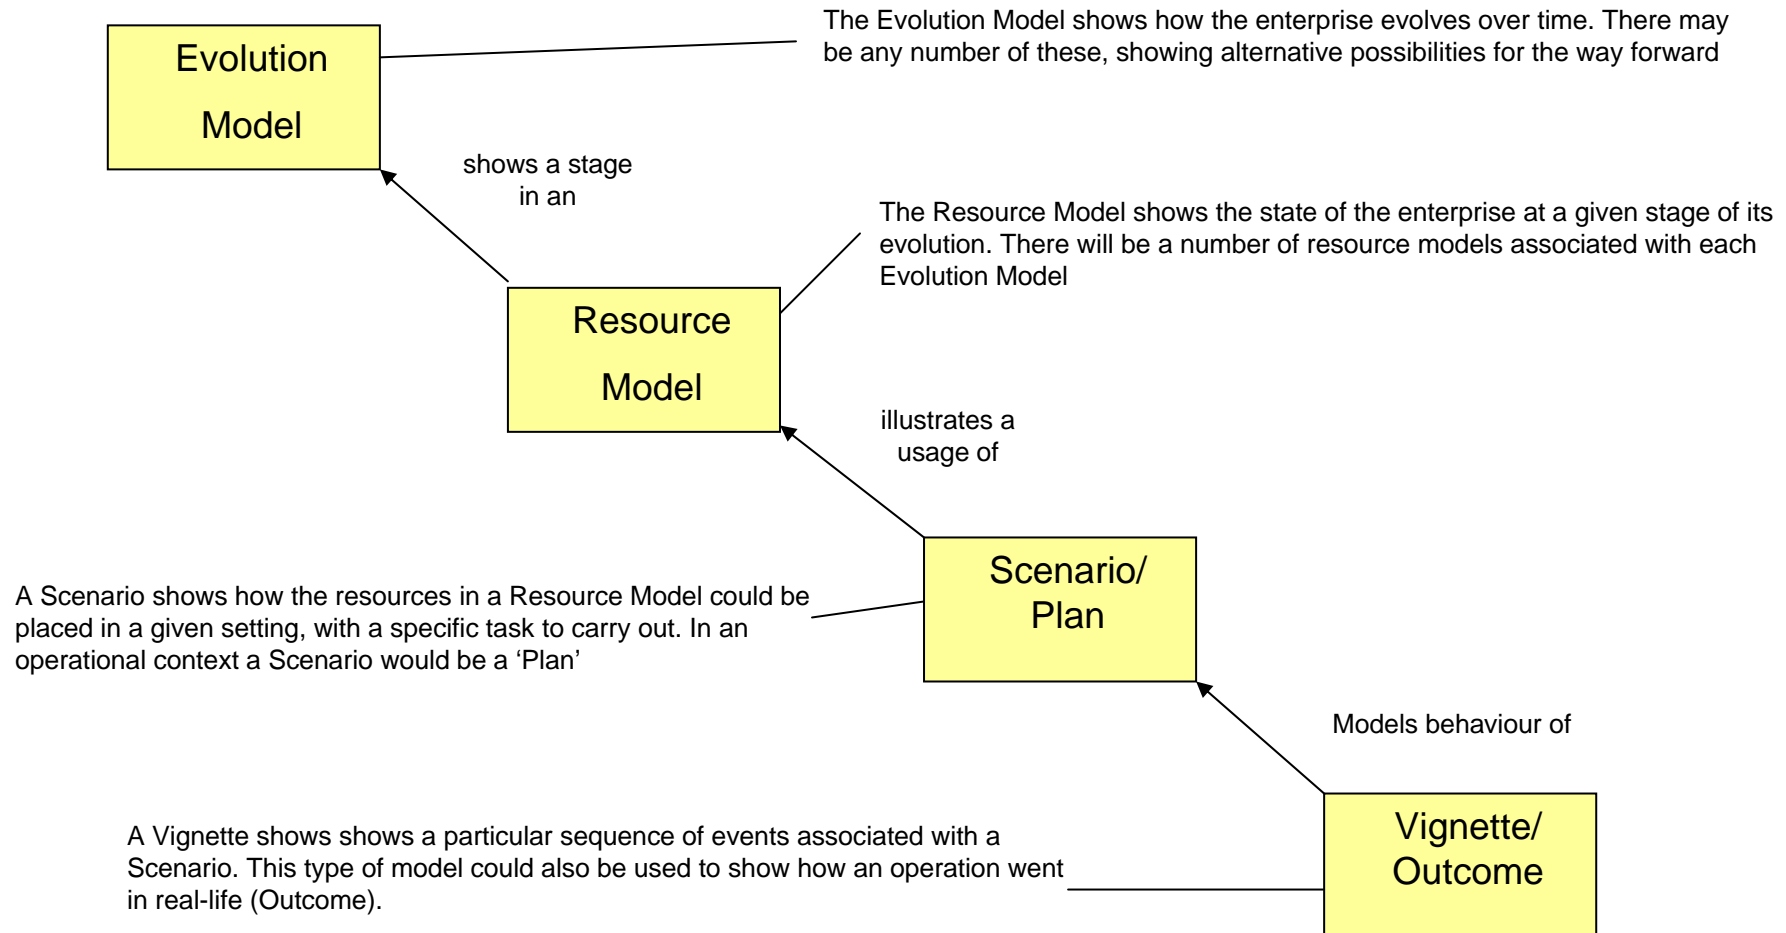 The Evolution Model shows how the enterprise evolves over time. There may
be any number of these, showing alternative possibilities for the way forward
Evolution
Model
shows a stage
in an
The Resource Model shows the state of the enterprise at a given stage of its
evolution. There will be a number of resource models associated with each
Evolution Model
Resource
Model
illustrates a
usage of
Scenario/
Plan
A Scenario shows how the resources in a Resource Model could be
placed in a given setting, with a specific task to carry out. In an
operational context a Scenario would be a ‘Plan’
Models behaviour of
Vignette/
Outcome
A Vignette shows shows a particular sequence of events associated with a
Scenario. This type of model could also be used to show how an operation went
in real-life (Outcome).